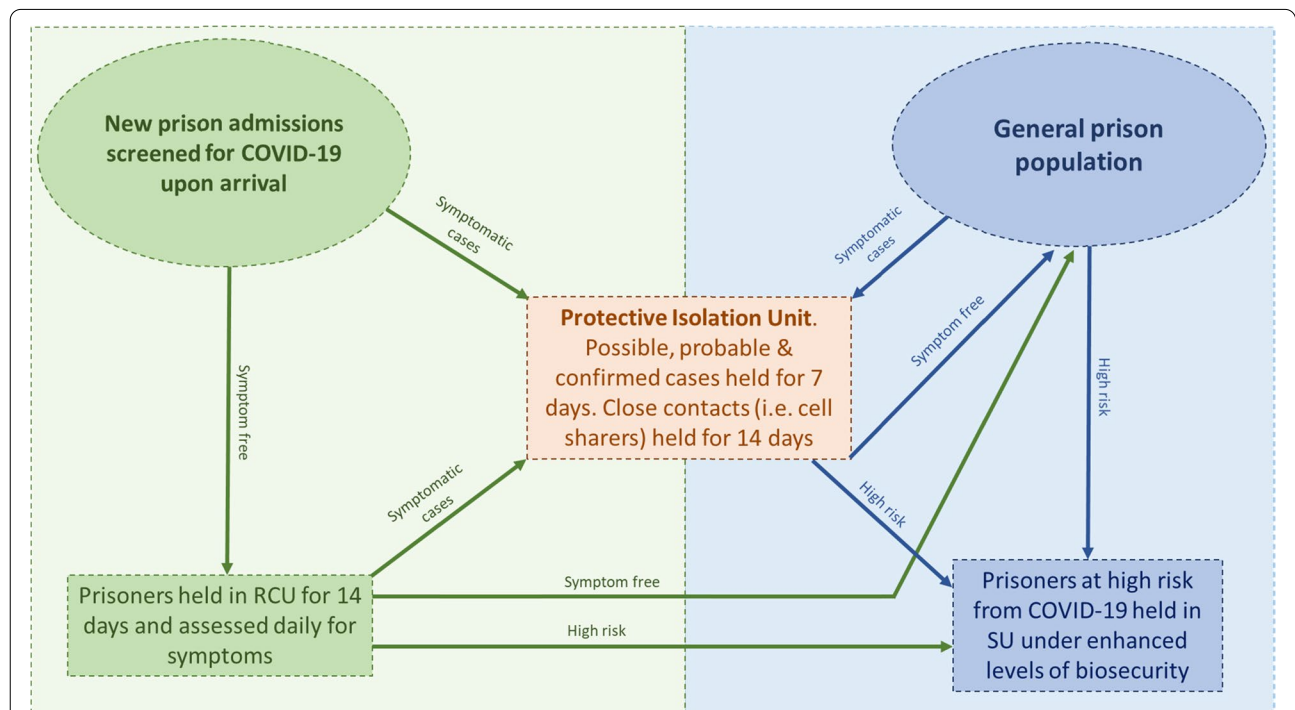 New prison admissions
screened for COVID-19
upon arrival
General prison
population
Symptomatic
cases
Symptomatic
cases
Protective Isolation Unit.
Possible, probable &
confirmed cases held for 7
days. Close contacts (i.e. cell
sharers) held for 14 days
Symptom free
Symptom free
High risk
Symptomatic
cases
High risk
Prisoners held in RCU for 14
days and assessed daily for
symptoms
Symptom free
High risk
Prisoners at high risk
from COVID-19 held in
SU under enhanced
levels of biosecurity